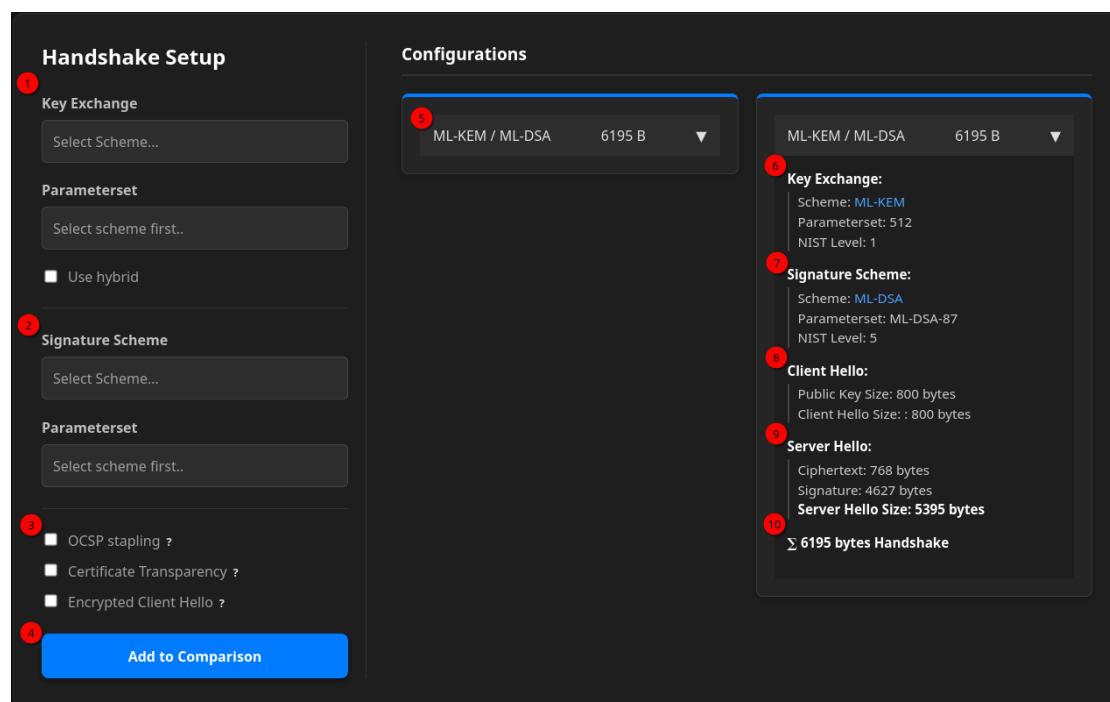 Handshake Setup
1
Key Exchange
Select Scheme...
Parameterset
Select scheme first..
Use hybrid
2
Signature Scheme
Select Scheme...
Parameterset
Select scheme first..
3
OCSP stapling ?
Certificate Transparency ?
Encrypted Client Hello ?
4
Add to Comparison
Configurations
5
ML-KEM / ML-DSA 6195 B ▼
ML-KEM / ML-DSA 6195 B ▼
6
Key Exchange:
Scheme: ML-KEM
Parameterset: 512
NIST Level: 1
7
Signature Scheme:
Scheme: ML-DSA
Parameterset: ML-DSA-87
NIST Level: 5
8
Client Hello:
Public Key Size: 800 bytes
Client Hello Size: : 800 bytes
9
Server Hello:
Ciphertext: 768 bytes
Signature: 4627 bytes
Server Hello Size: 5395 bytes
10
∑ 6195 bytes Handshake